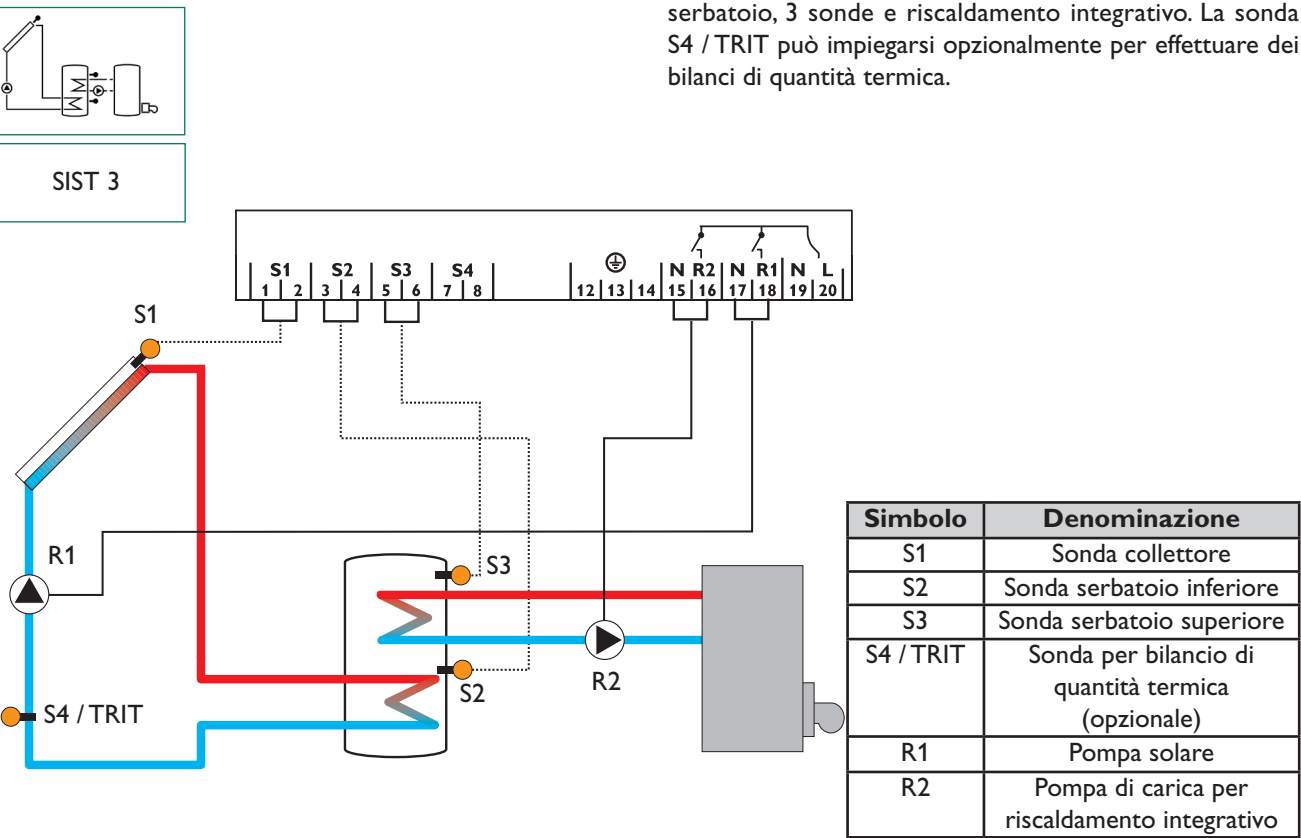 serbatoio, 3 sonde e riscaldamento integrativo. La sonda
S4 / TRIT può impiegarsi opzionalmente per effettuare dei
bilanci di quantità termica.
SIST 3
S1 S2 S3 S4 N R2 N R1 N L
1 2 3 4 5 6 7 8 12 13 14 15 16 17 18 19 20
S1
R1
S3
S2
R2
S4 / TRIT
Simbolo Denominazione
S1 Sonda collettore
S2 Sonda serbatoio inferiore
S3 Sonda serbatoio superiore
S4 / TRIT Sonda per bilancio di
quantità termica
(opzionale)
R1 Pompa solare
R2 Pompa di carica per
riscaldamento integrativo